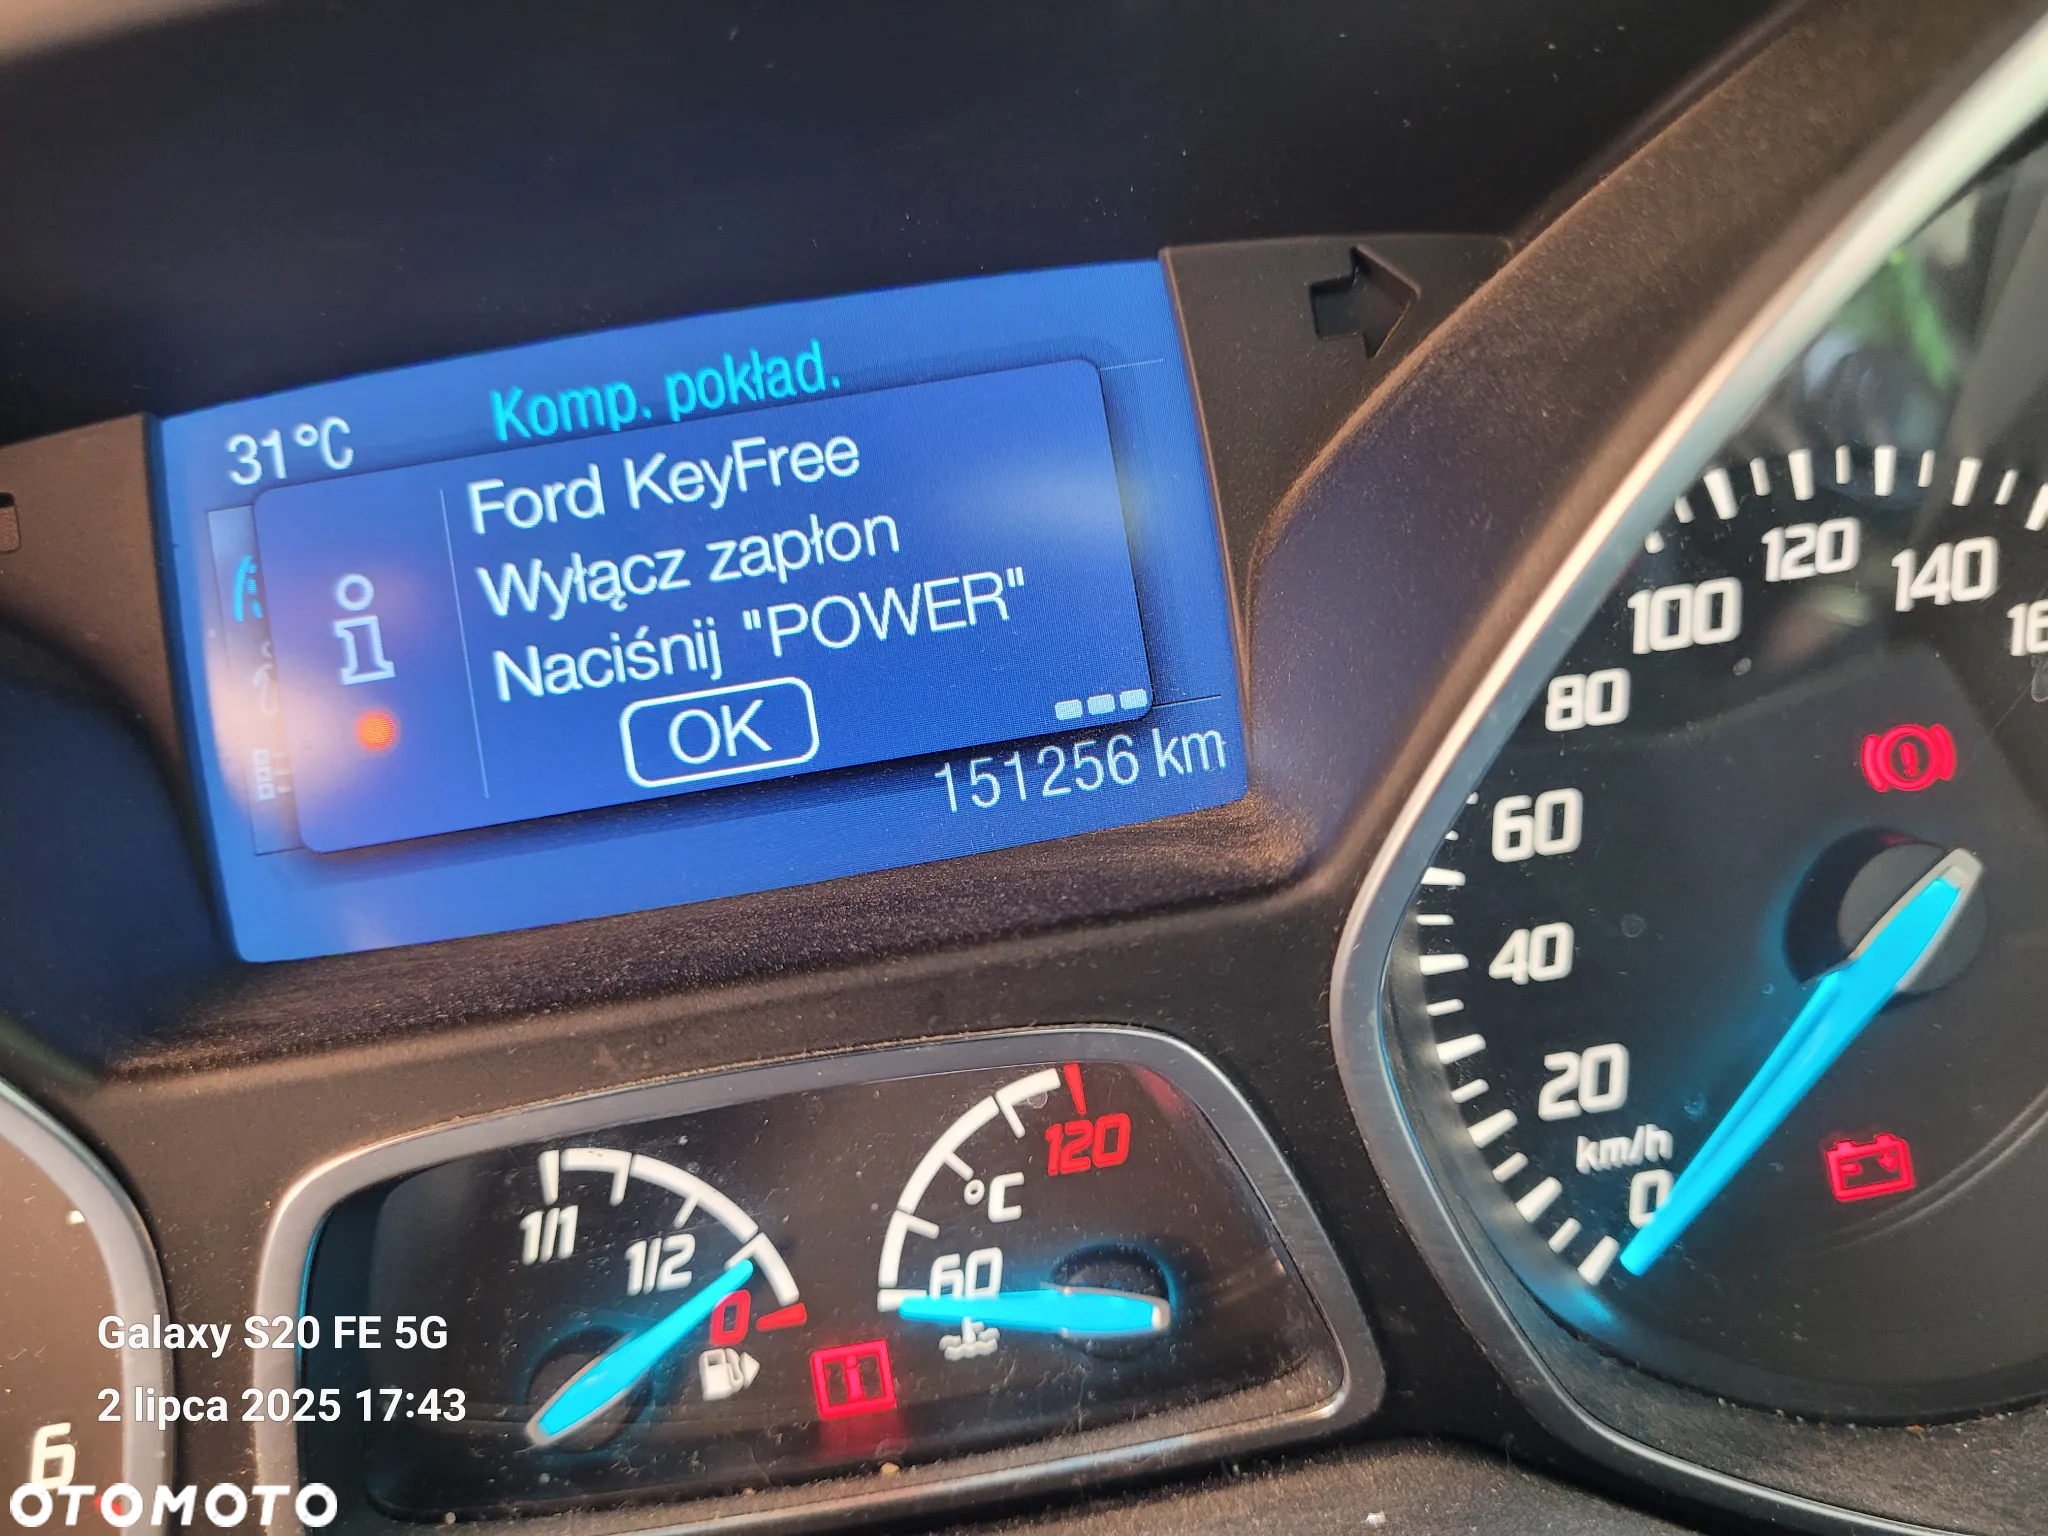 31°C
Komp. pokład.
Ford KeyFree
Wyłącz zapłon
Naciśnij "POWER"
OK
151256 km
1/1
1/2
0
120
°C
60
160
140
120
100
80
60
40
20
km/h
0
6
Galaxy S20 FE 5G
2 lipca 2025 17:43
OTOMOTO